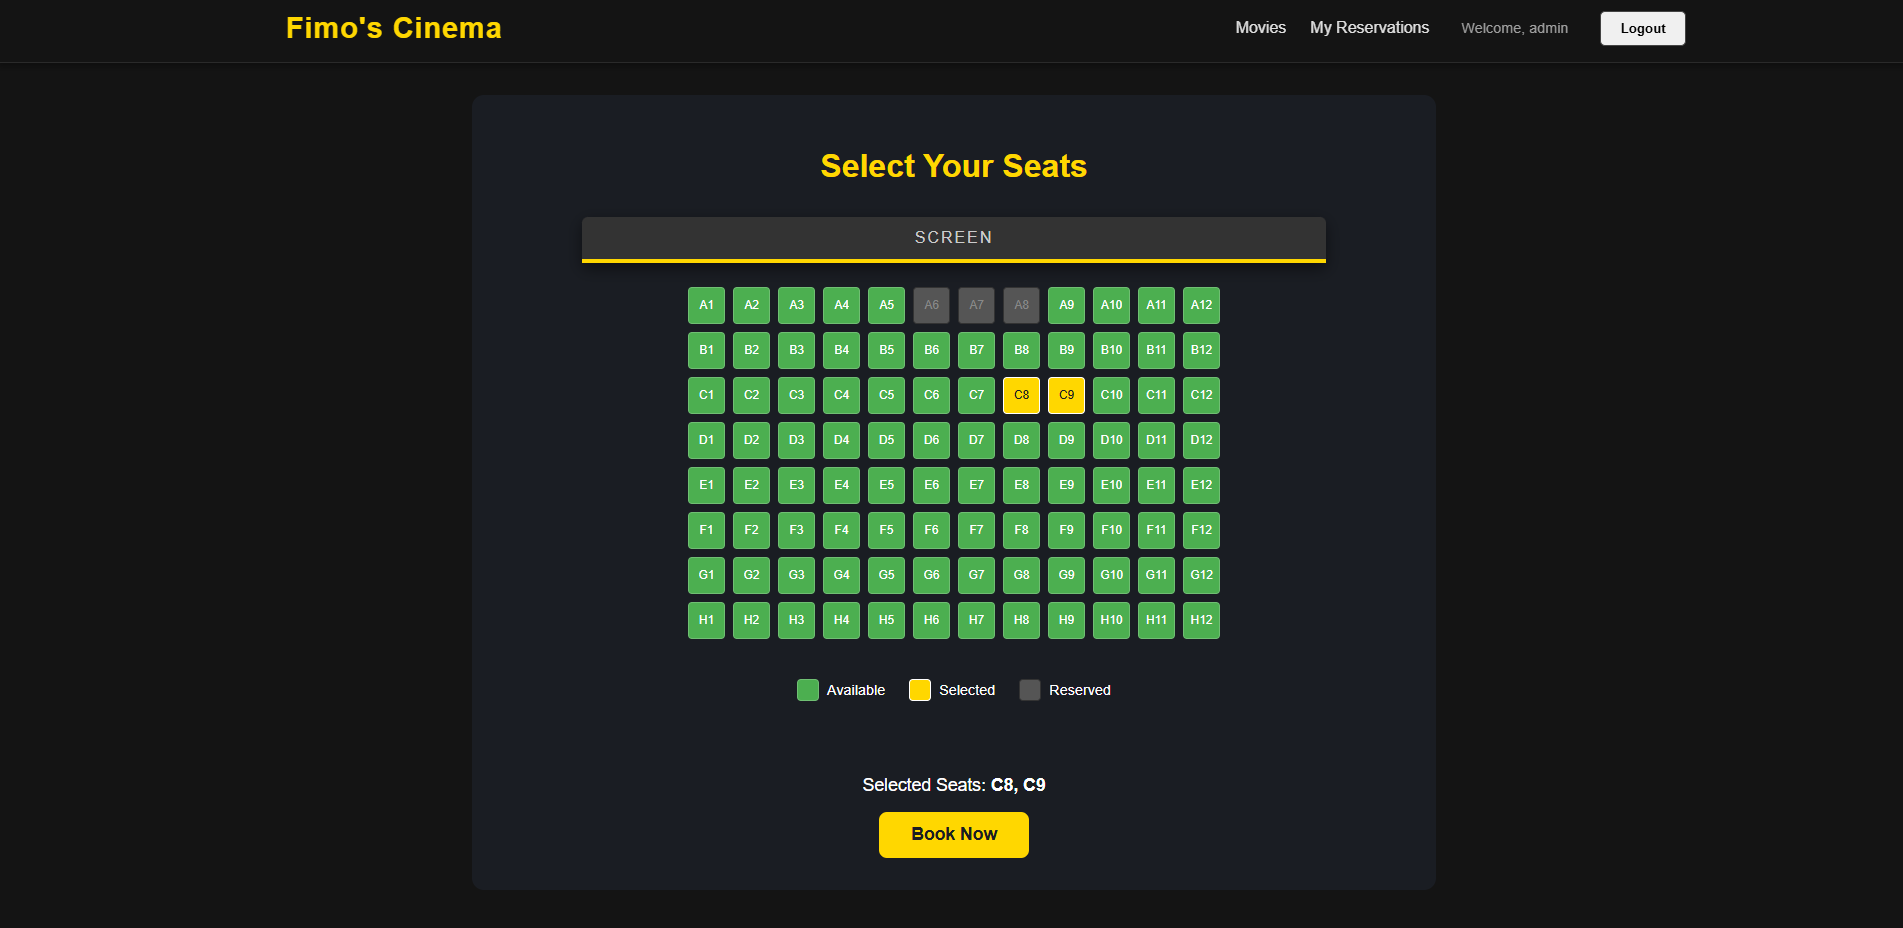 Fimo's Cinema Movies My Reservations Welcome, admin Logout
Select Your Seats
SCREEN
A1 A2 A3 A4 A5 A6 A7 A8 A9 A10 A11 A12
B1 B2 B3 B4 B5 B6 B7 B8 B9 B10 B11 B12
C1 C2 C3 C4 C5 C6 C7 C8 C9 C10 C11 C12
D1 D2 D3 D4 D5 D6 D7 D8 D9 D10 D11 D12
E1 E2 E3 E4 E5 E6 E7 E8 E9 E10 E11 E12
F1 F2 F3 F4 F5 F6 F7 F8 F9 F10 F11 F12
G1 G2 G3 G4 G5 G6 G7 G8 G9 G10 G11 G12
H1 H2 H3 H4 H5 H6 H7 H8 H9 H10 H11 H12
Available Selected Reserved
Selected Seats: C8, C9
Book Now